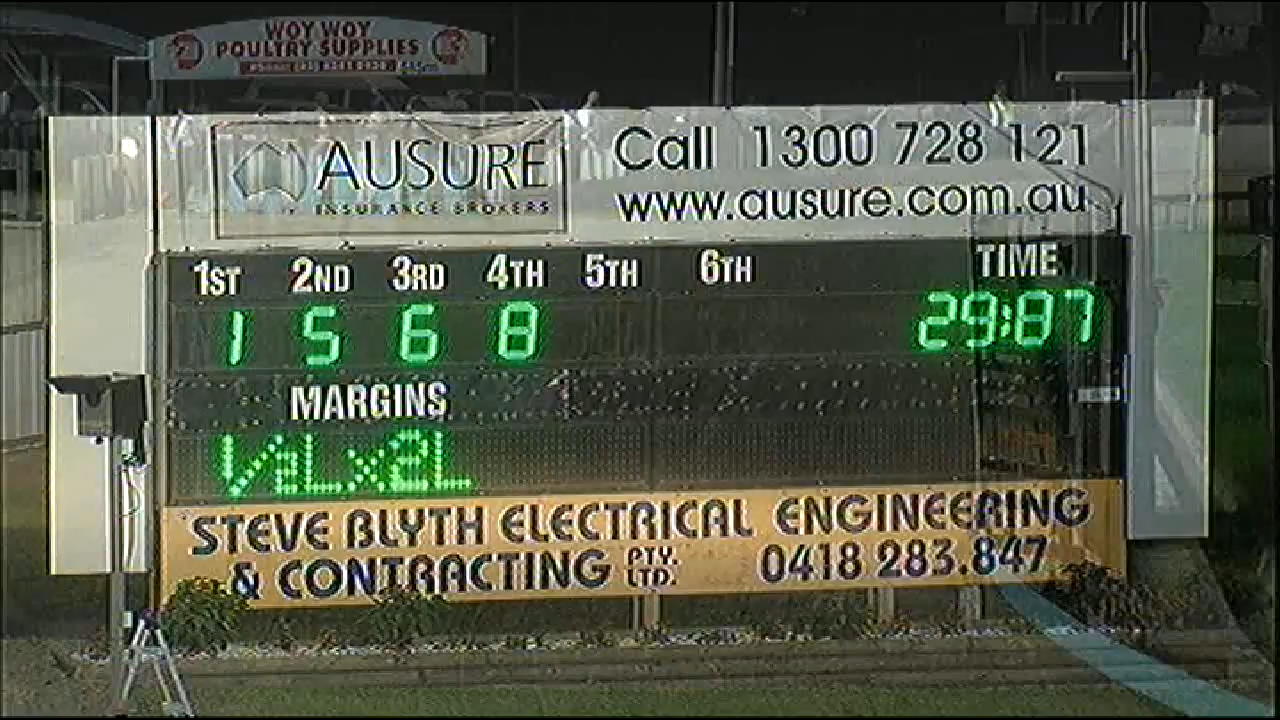 WOY WOY
POULTRY SUPPLIES
AUSURE
INSURANCE BROKERS
Call 1300 728 121
www.ausure.com.au
1ST 2ND 3RD 4TH 5TH 6TH TIME
1 5 6 8 29:87
MARGINS
½Lx2L
STEVE BLYTH ELECTRICAL ENGINEERING
& CONTRACTING PTY. LTD. 0418 283.847